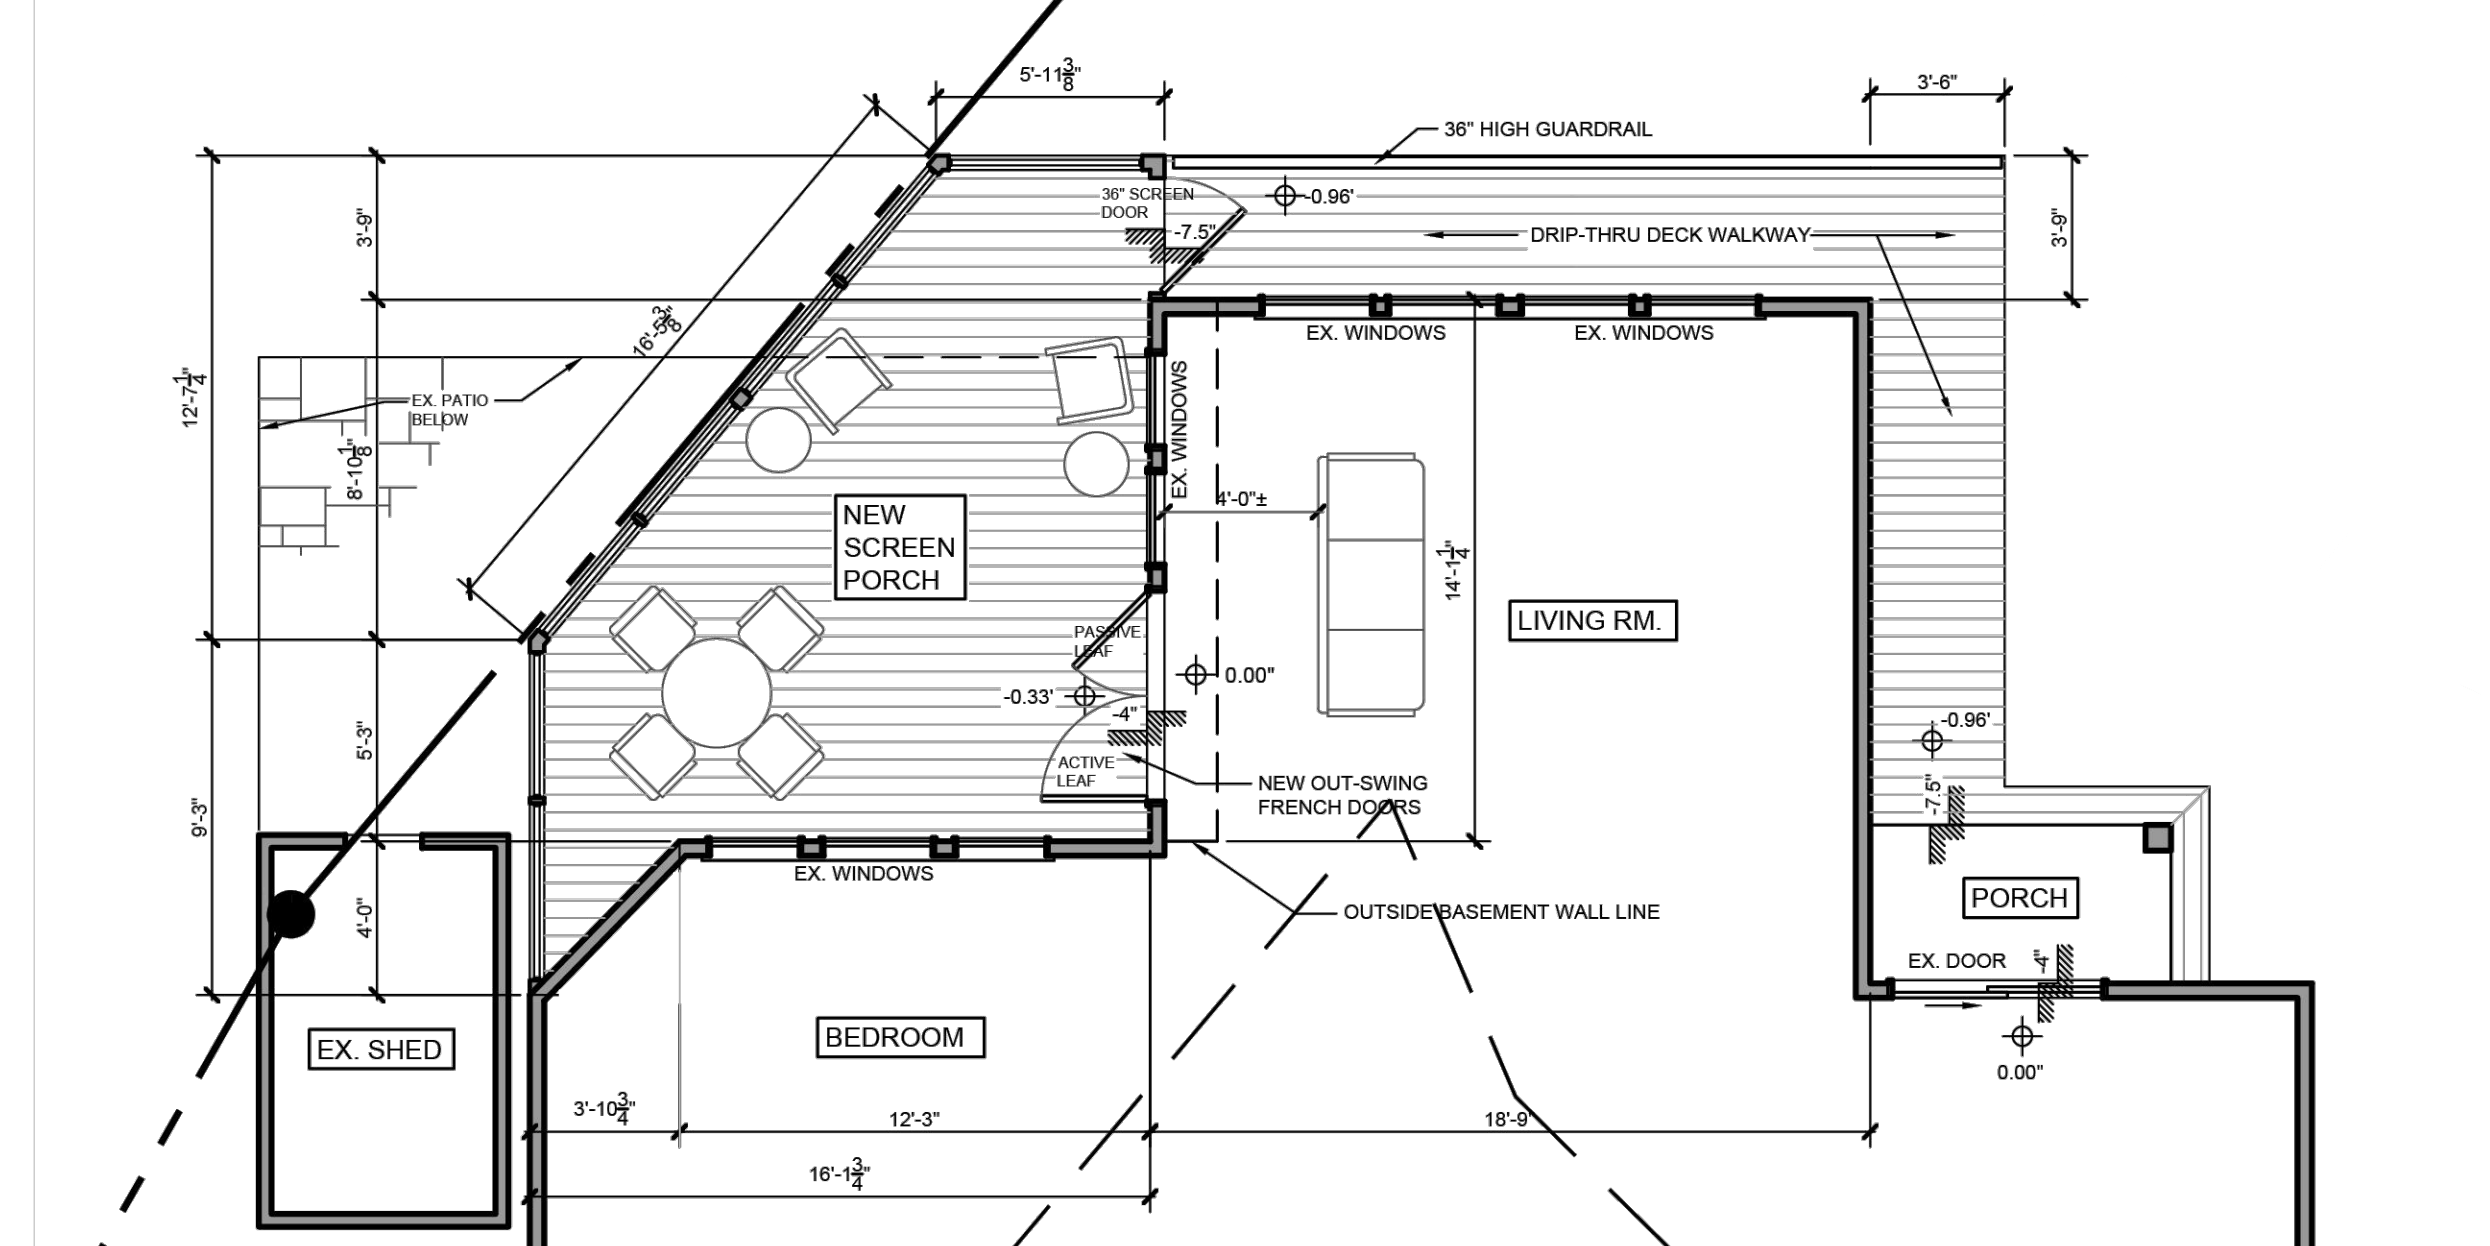 5'-11 3/8"
3'-6"
36" HIGH GUARDRAIL
36" SCREEN
DOOR
-0.96'
-7.5"
DRIP-THRU DECK WALKWAY
3'-9"
3'-9"
16'-5 3/8"
EX. WINDOWS
EX. WINDOWS
12'-7 1/4"
EX. PATIO
BELOW
8'-10 1/8"
EX. WINDOWS
4'-0"±
NEW
SCREEN
PORCH
14'-1 1/4"
LIVING RM.
PASSIVE
LEAF
0.00"
-0.33'
-4"
-0.96'
5'-3"
ACTIVE
LEAF
NEW OUT-SWING
FRENCH DOORS
-7.5"
9'-3"
EX. WINDOWS
PORCH
4'-0"
OUTSIDE BASEMENT WALL LINE
EX. DOOR
-4"
EX. SHED
BEDROOM
0.00"
3'-10 3/4"
12'-3"
18'-9"
16'-1 3/4"